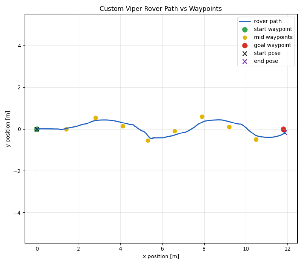 Custom Viper Rover Path vs Waypoints
rover path
start waypoint
mid waypoints
goal waypoint
start pose
end pose
y position [m]
4
2
0
−2
−4
0
2
4
6
8
10
12
x position [m]